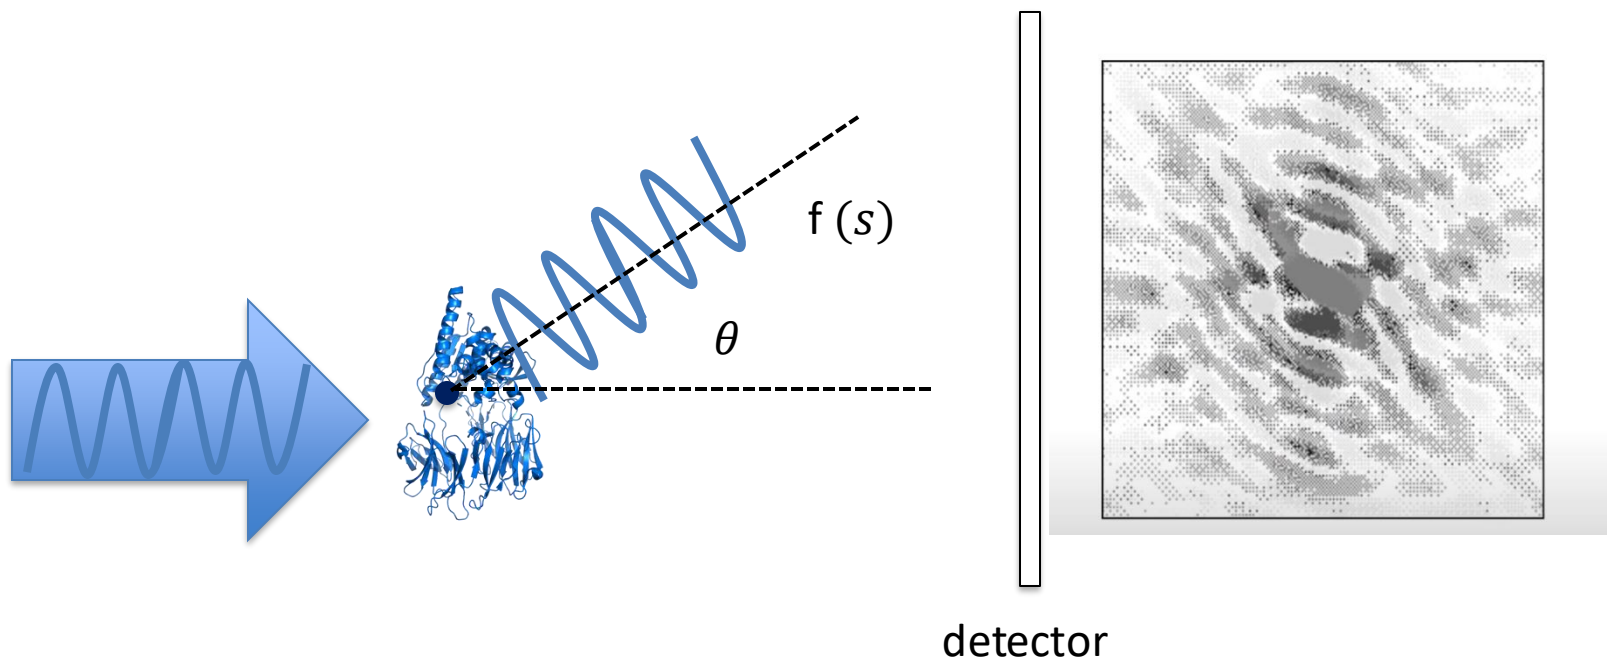 f (s)
θ
detector